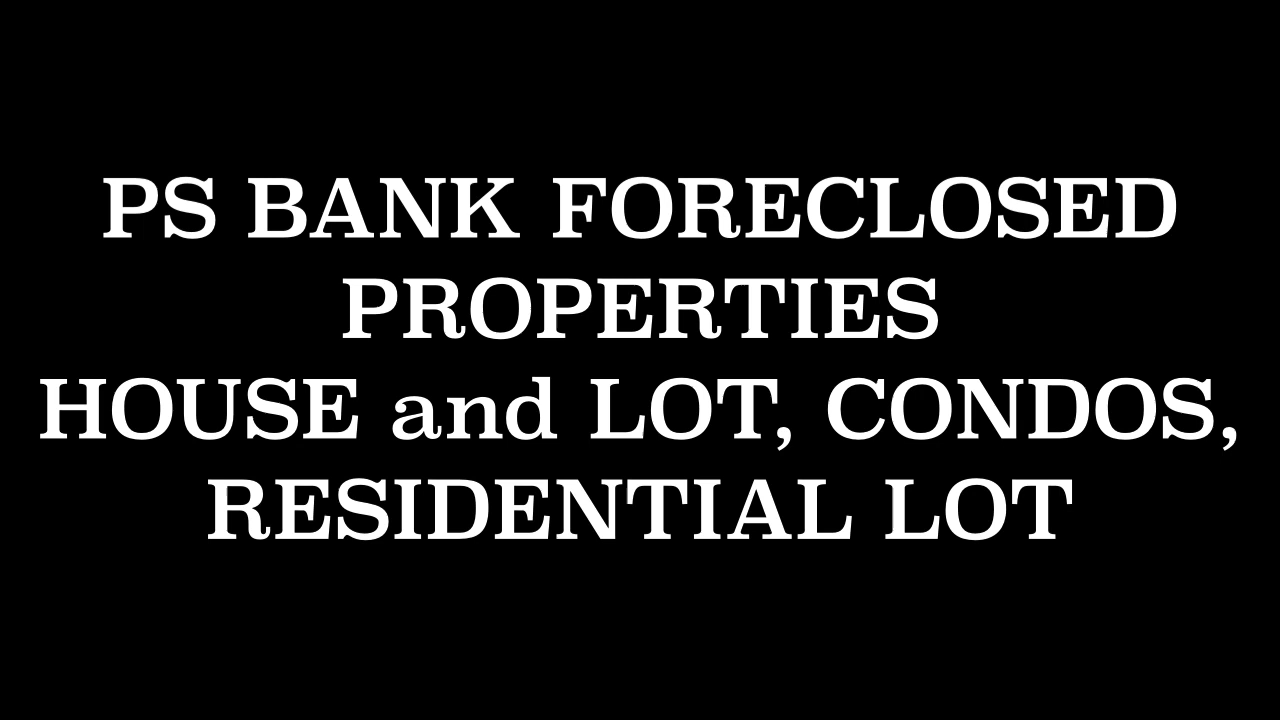 PS BANK FORECLOSED
PROPERTIES
HOUSE and LOT, CONDOS,
RESIDENTIAL LOT